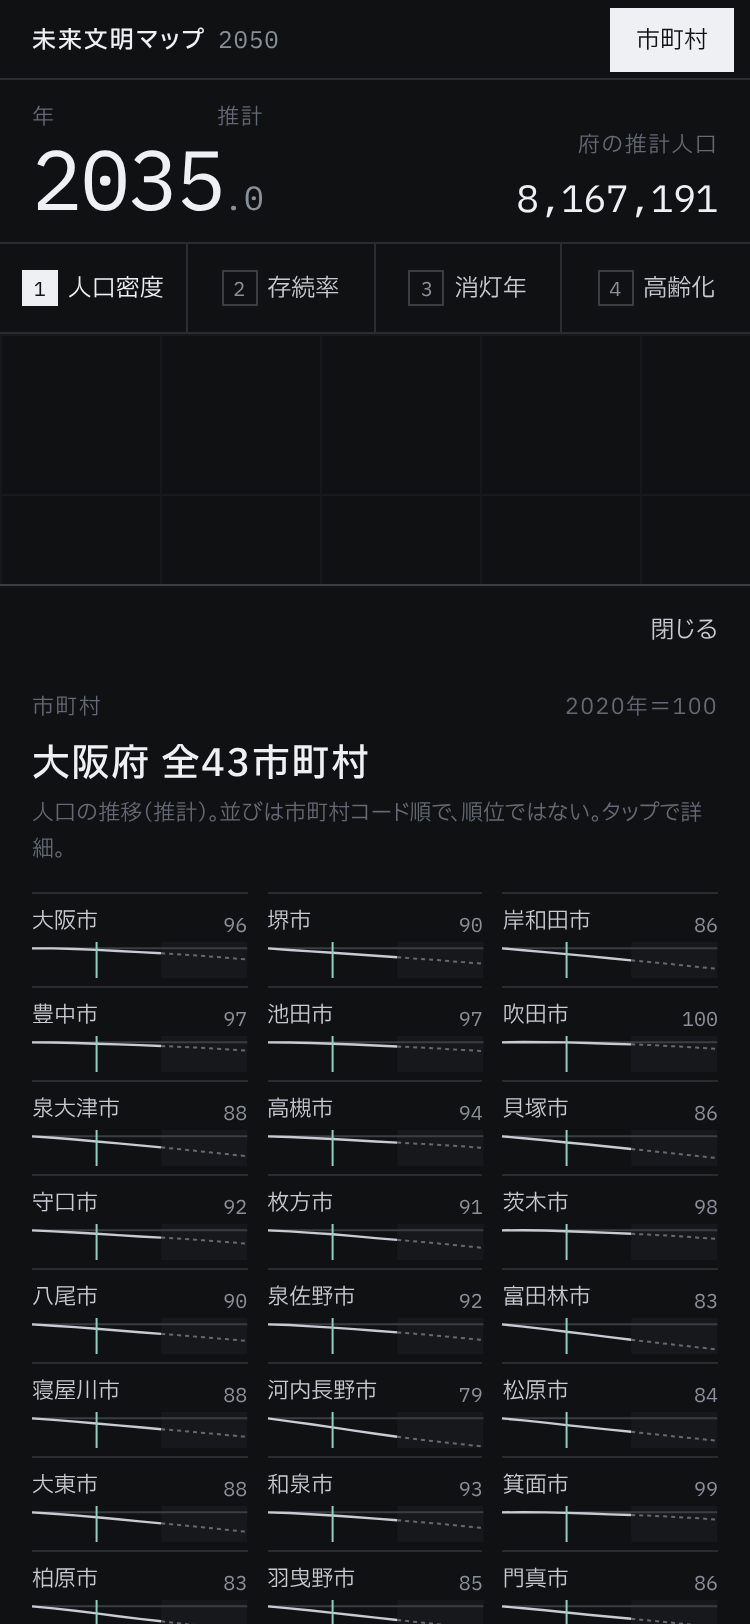 未来文明マップ 2050
市町村
年 推計
2035.0
府の推計人口
8,167,191
1 人口密度
2 存続率
3 消灯年
4 高齢化
閉じる
市町村
2020年＝100
大阪府 全43市町村
人口の推移（推計）。並びは市町村コード順で、順位ではない。タップで詳
細。
大阪市 96
堺市 90
岸和田市 86
豊中市 97
池田市 97
吹田市 100
泉大津市 88
高槻市 94
貝塚市 86
守口市 92
枚方市 91
茨木市 98
八尾市 90
泉佐野市 92
富田林市 83
寝屋川市 88
河内長野市 79
松原市 84
大東市 88
和泉市 93
箕面市 99
柏原市 83
羽曳野市 85
門真市 86